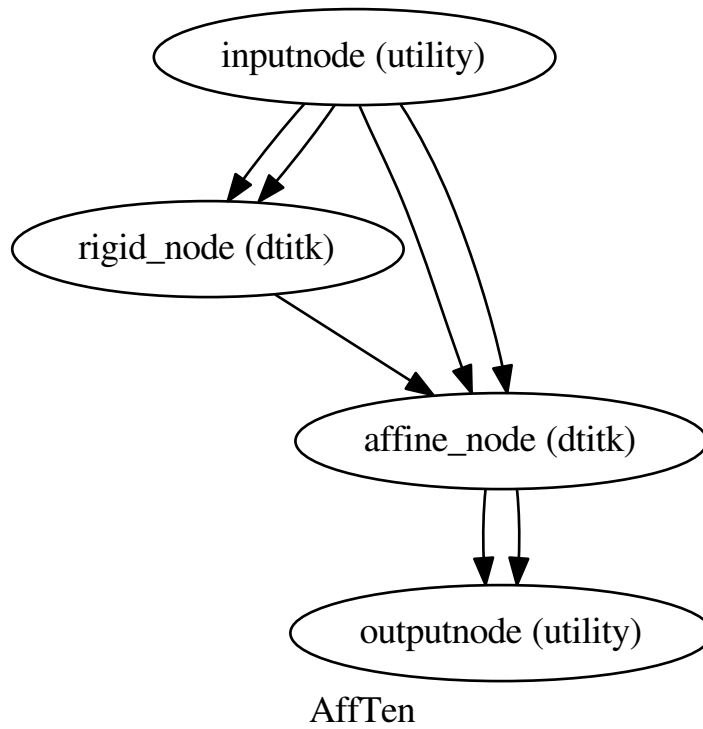 inputnode (utility)
rigid_node (dtitk)
affine_node (dtitk)
outputnode (utility)
AffTen